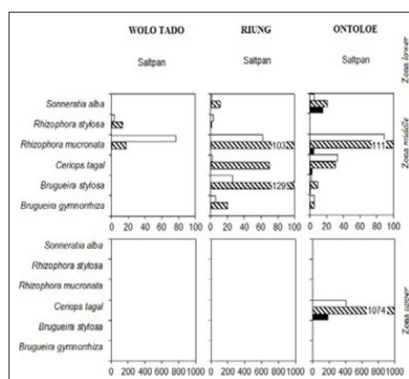 WOLO TADO RIUNG ONTOLOE
Saltpan Saltpan Saltpan
Zona lower
Sonneratia alba
Rhizophora stylosa
Rhizophora mucronata
Ceriops tagal
Brugueira stylosa
Brugueira gymnorrhiza
103
129
111
Zona middle
0 20 40 60 80 100 0 20 40 60 80 100 0 20 40 60 80 100
Sonneratia alba
Rhizophora stylosa
Rhizophora mucronata
Ceriops tagal
Brugueira stylosa
Brugueira gymnorrhiza
1074
Zona upper
0 200 400 600 800 1000 0 200 400 600 800 1000 0 200 400 600 800 1000